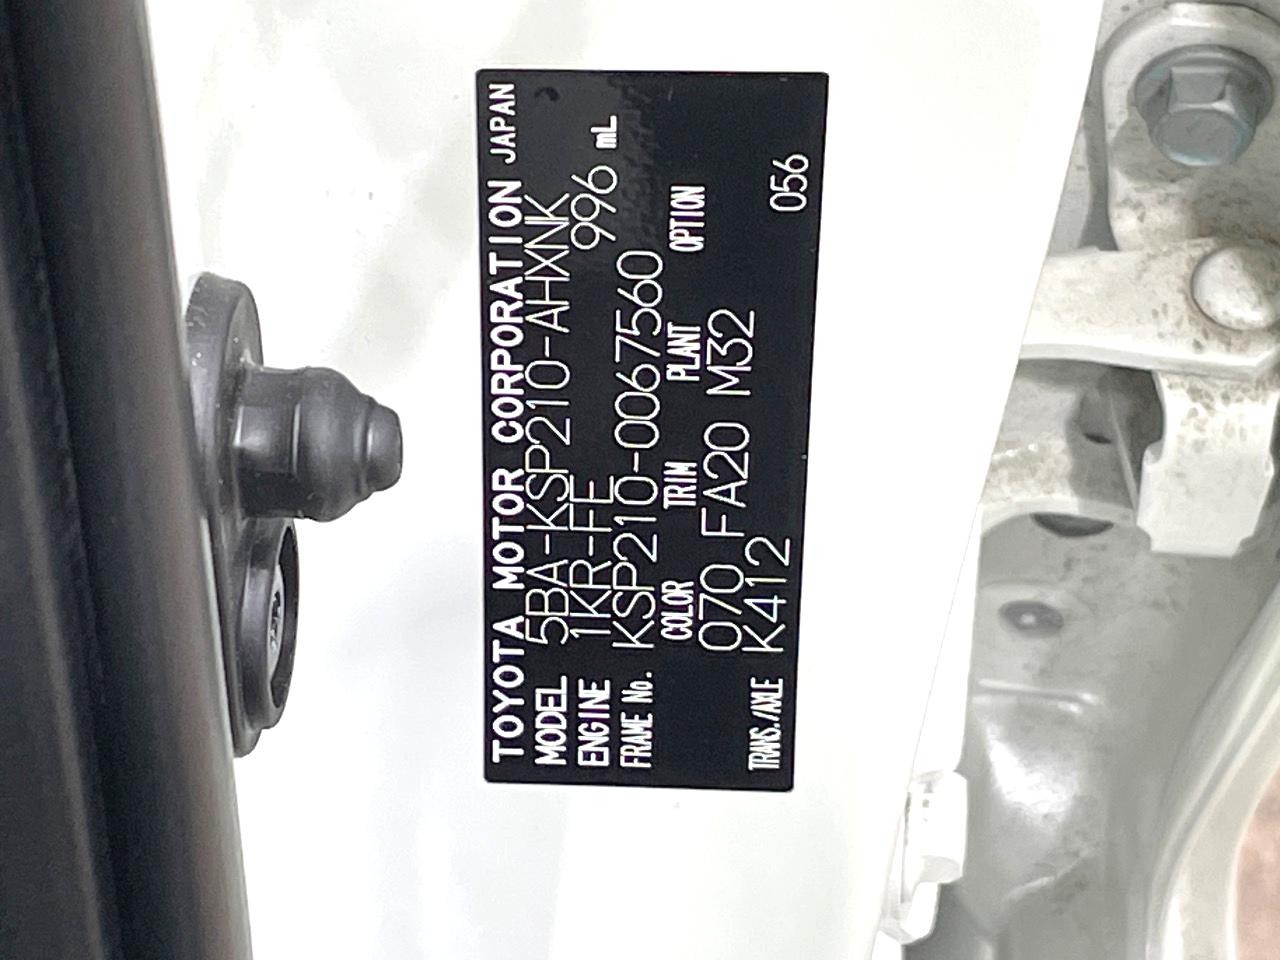 TOYOTA MOTOR CORPORATION JAPAN
MODEL 5BA-KSP210-AHXNK
ENGINE 1KR-FE 996 mL
FRAME No. KSP210-0067560
COLOR TRIM PLANT OPTION
070 FA20 M32
TRANS./AXLE K412 056